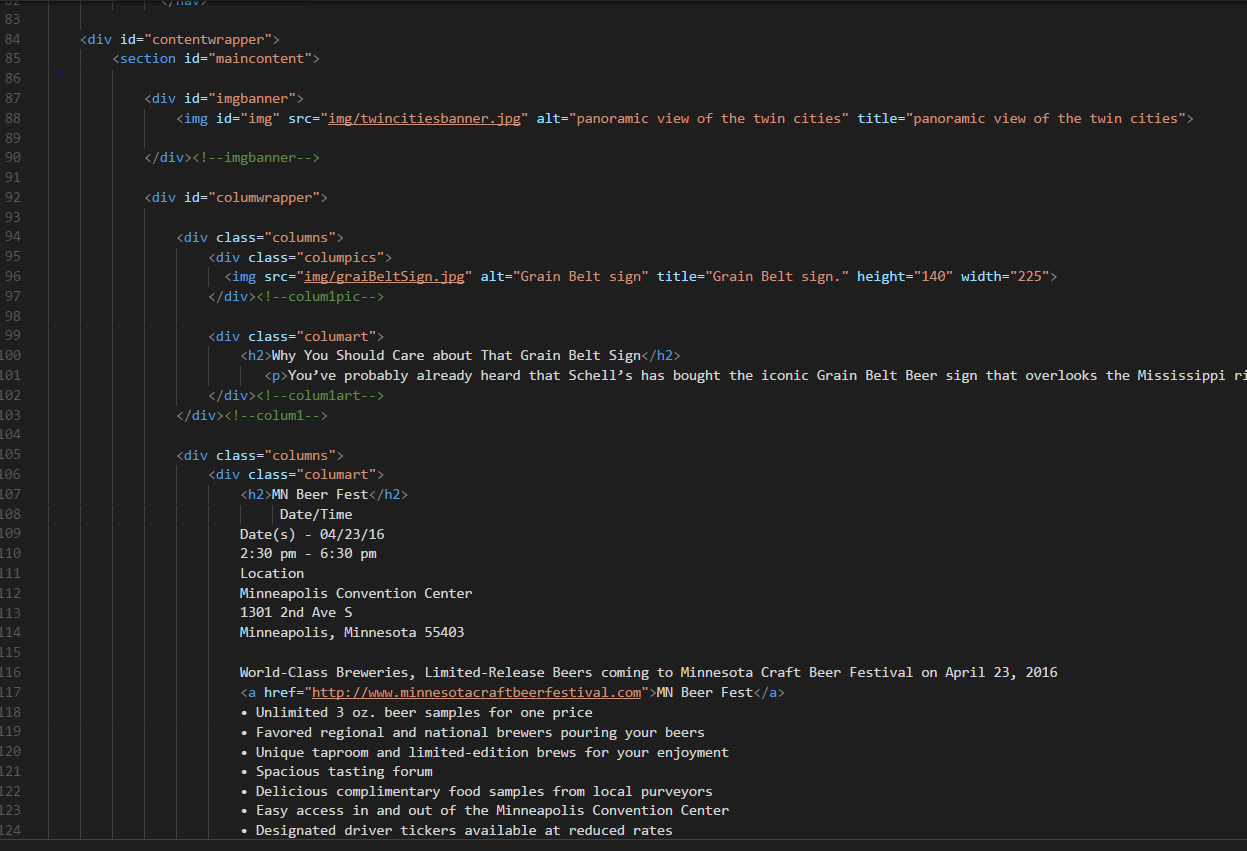 82 </nav>
83
84 <div id="contentwrapper">
85 <section id="maincontent">
86
87 <div id="imgbanner">
88 <img id="img" src="img/twincitiesbanner.jpg" alt="panoramic view of the twin cities" title="panoramic view of the twin cities">
89
90 </div><!--imgbanner-->
91
92 <div id="columwrapper">
93
94 <div class="columns">
95 <div class="columpics">
96 <img src="img/graiBeltSign.jpg" alt="Grain Belt sign" title="Grain Belt sign." height="140" width="225">
97 </div><!--colum1pic-->
98
99 <div class="columart">
100 <h2>Why You Should Care about That Grain Belt Sign</h2>
101 <p>You’ve probably already heard that Schell’s has bought the iconic Grain Belt Beer sign that overlooks the Mississippi ri
102 </div><!--colum1art-->
103 </div><!--colum1-->
104
105 <div class="columns">
106 <div class="columart">
107 <h2>MN Beer Fest</h2>
108 Date/Time
109 Date(s) - 04/23/16
110 2:30 pm - 6:30 pm
111 Location
112 Minneapolis Convention Center
113 1301 2nd Ave S
114 Minneapolis, Minnesota 55403
115
116 World-Class Breweries, Limited-Release Beers coming to Minnesota Craft Beer Festival on April 23, 2016
117 <a href="http://www.minnesotacraftbeerfestival.com">MN Beer Fest</a>
118 • Unlimited 3 oz. beer samples for one price
119 • Favored regional and national brewers pouring your beers
120 • Unique taproom and limited-edition brews for your enjoyment
121 • Spacious tasting forum
122 • Delicious complimentary food samples from local purveyors
123 • Easy access in and out of the Minneapolis Convention Center
124 • Designated driver tickers available at reduced rates